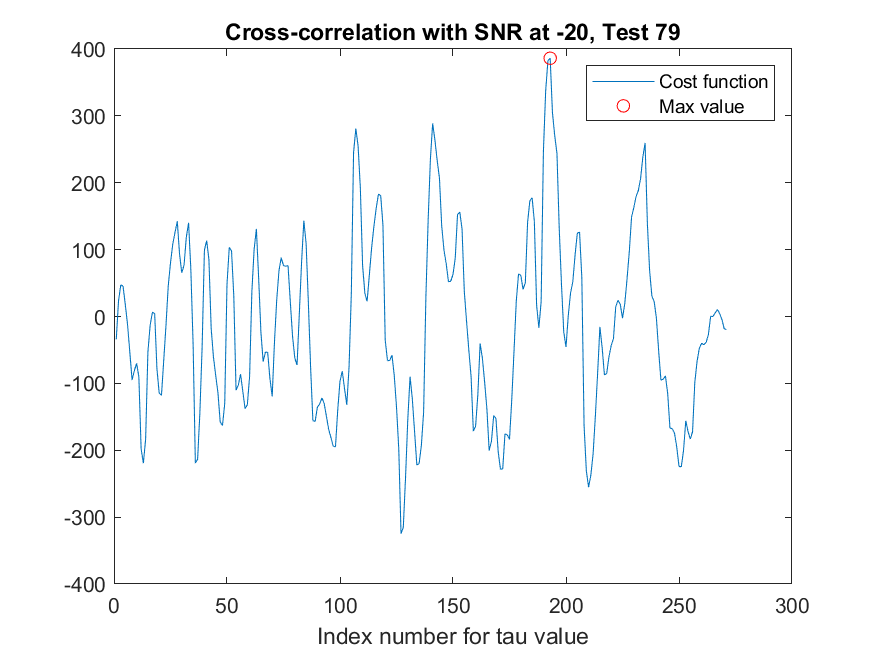 Cross-correlation with SNR at -20, Test 79
400
300
200
100
0
-100
-200
-300
-400
0 50 100 150 200 250 300
Index number for tau value
Cost function
Max value